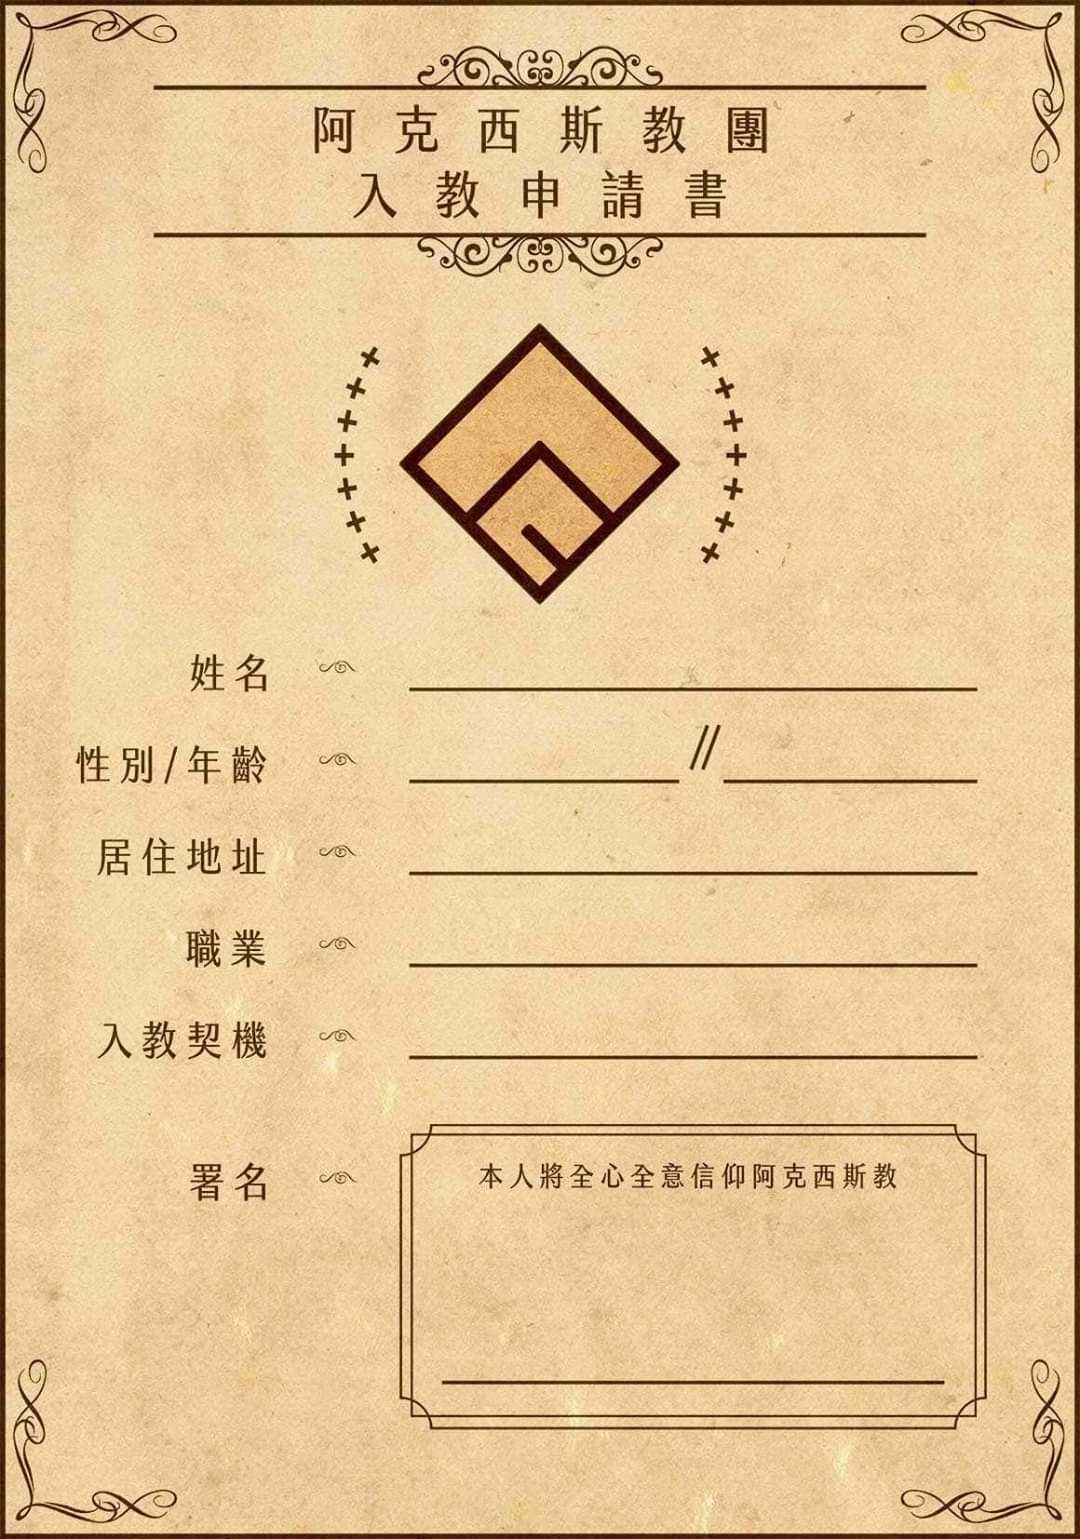 阿克西斯教團
入教申請書
姓名
性別/年齡 //
居住地址
職業
入教契機
署名
本人將全心全意信仰阿克西斯教